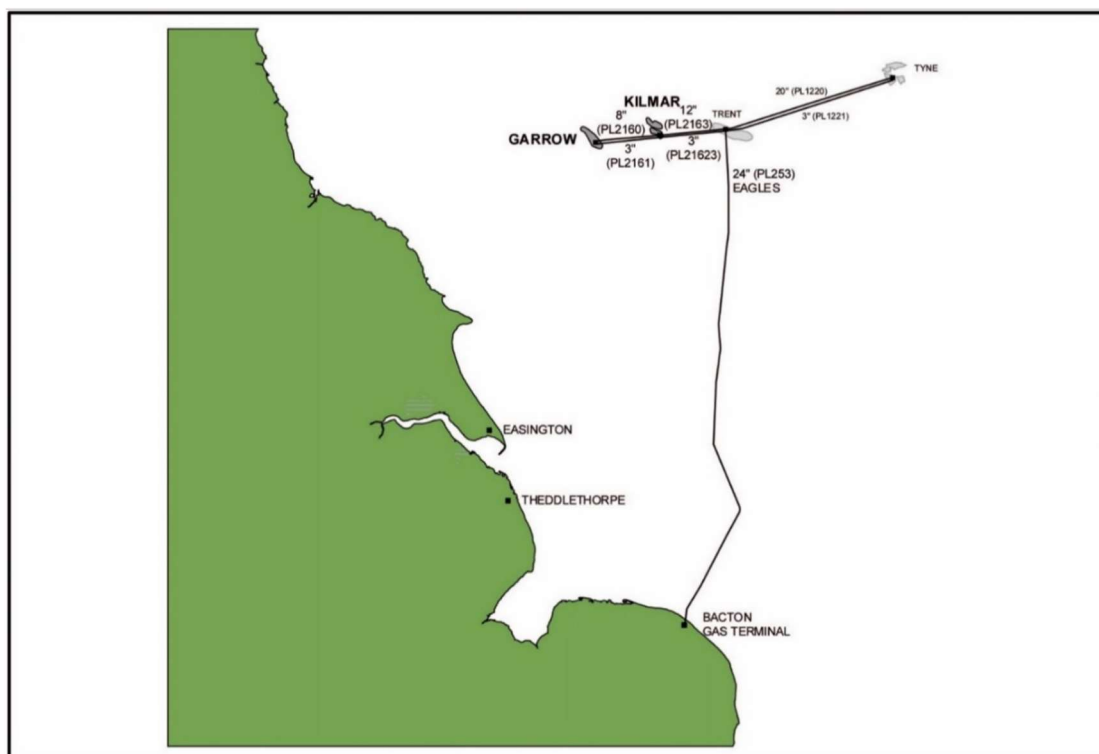 TYNE
20" (PL1220)
3" (PL1221)
KILMAR
TRENT
8"
(PL2160)
12"
(PL2163)
GARROW
3"
(PL2161)
3"
(PL21623)
24" (PL253)
EAGLES
EASINGTON
THEDDLETHORPE
BACTON
GAS TERMINAL